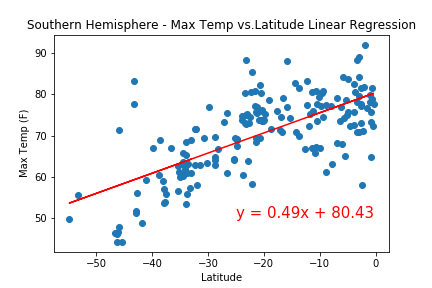 Southern Hemisphere - Max Temp vs.Latitude Linear Regression
Max Temp (F)
90
80
70
60
50
y = 0.49x + 80.43
−50
−40
−30
−20
−10
0
Latitude